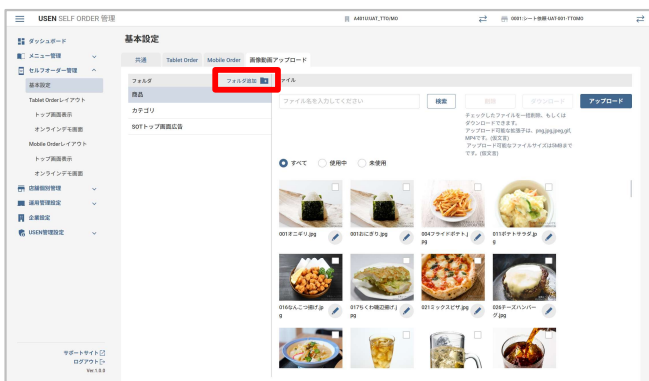 USEN SELF ORDER 管理
A401U:UAT_TTO/MO
0001:シート依頼-UAT-001-TTOMO
ダッシュボード
メニュー管理
セルフオーダー管理
基本設定
Tablet Orderレイアウト
トップ画面表示
オンラインデモ画面
Mobile Orderレイアウト
トップ画面表示
オンラインデモ画面
店舗個別管理
運用管理設定
企業設定
USEN管理設定
サポートサイト
ログアウト
Ver.1.0.0
基本設定
共通 Tablet Order Mobile Order 画像動画アップロード
フォルダ フォルダ追加
商品
カテゴリ
SOTトップ画面広告
ファイル
ファイル名を入力してください 検索 削除 ダウンロード アップロード
チェックしたファイルを一括削除、もしくは
ダウンロードできます。
アップロード可能な拡張子は、png,jpg,jpeg,gif,
MP4です。(仮文言)
アップロード可能なファイルサイズは5MBまで
です。(仮文言)
すべて 使用中 未使用
001オニギリ.jpg
001おにぎり.jpg
004フライドポテト.j
pg
011ポテトサラダ.jp
g
016なんこつ揚げ.jp
g
017ちくわ磯辺揚げ.j
pg
021ミックスピザ.jpg
026チーズハンバー
グ.jpg